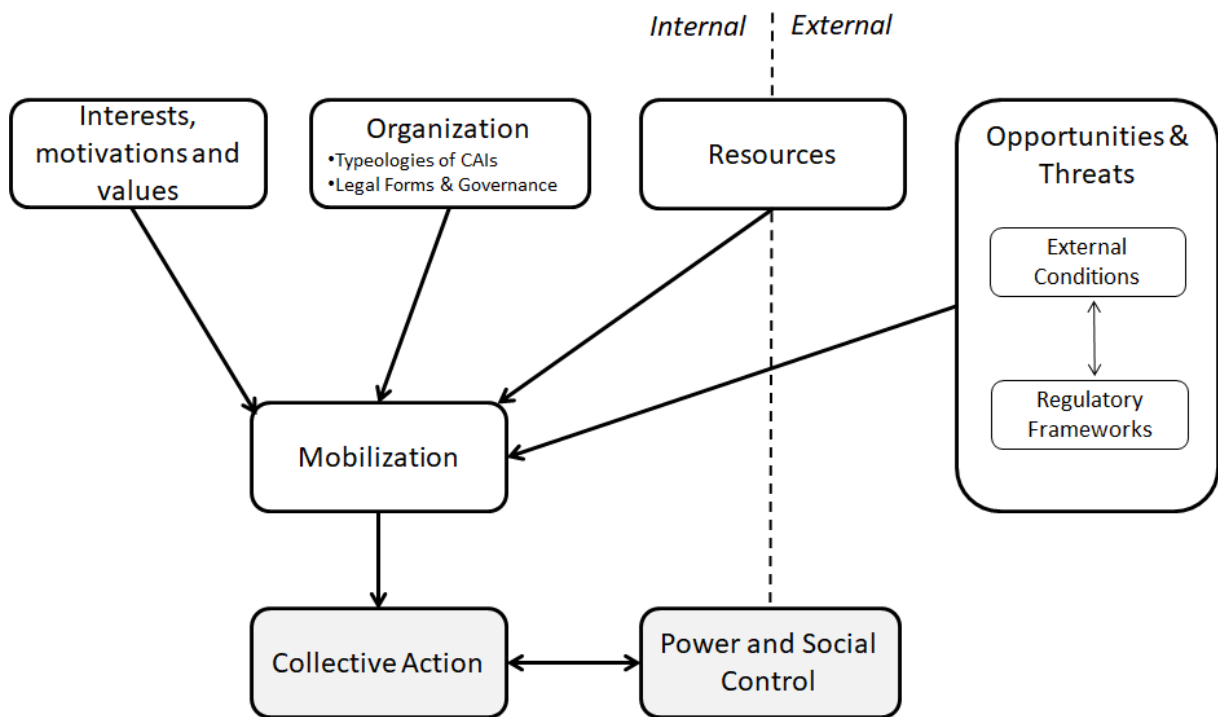 Internal External
Interests,
motivations and
values
Organization
•Typeologies of CAIs
•Legal Forms & Governance
Resources
Opportunities &
Threats
External
Conditions
Regulatory
Frameworks
Mobilization
Collective Action
Power and Social
Control